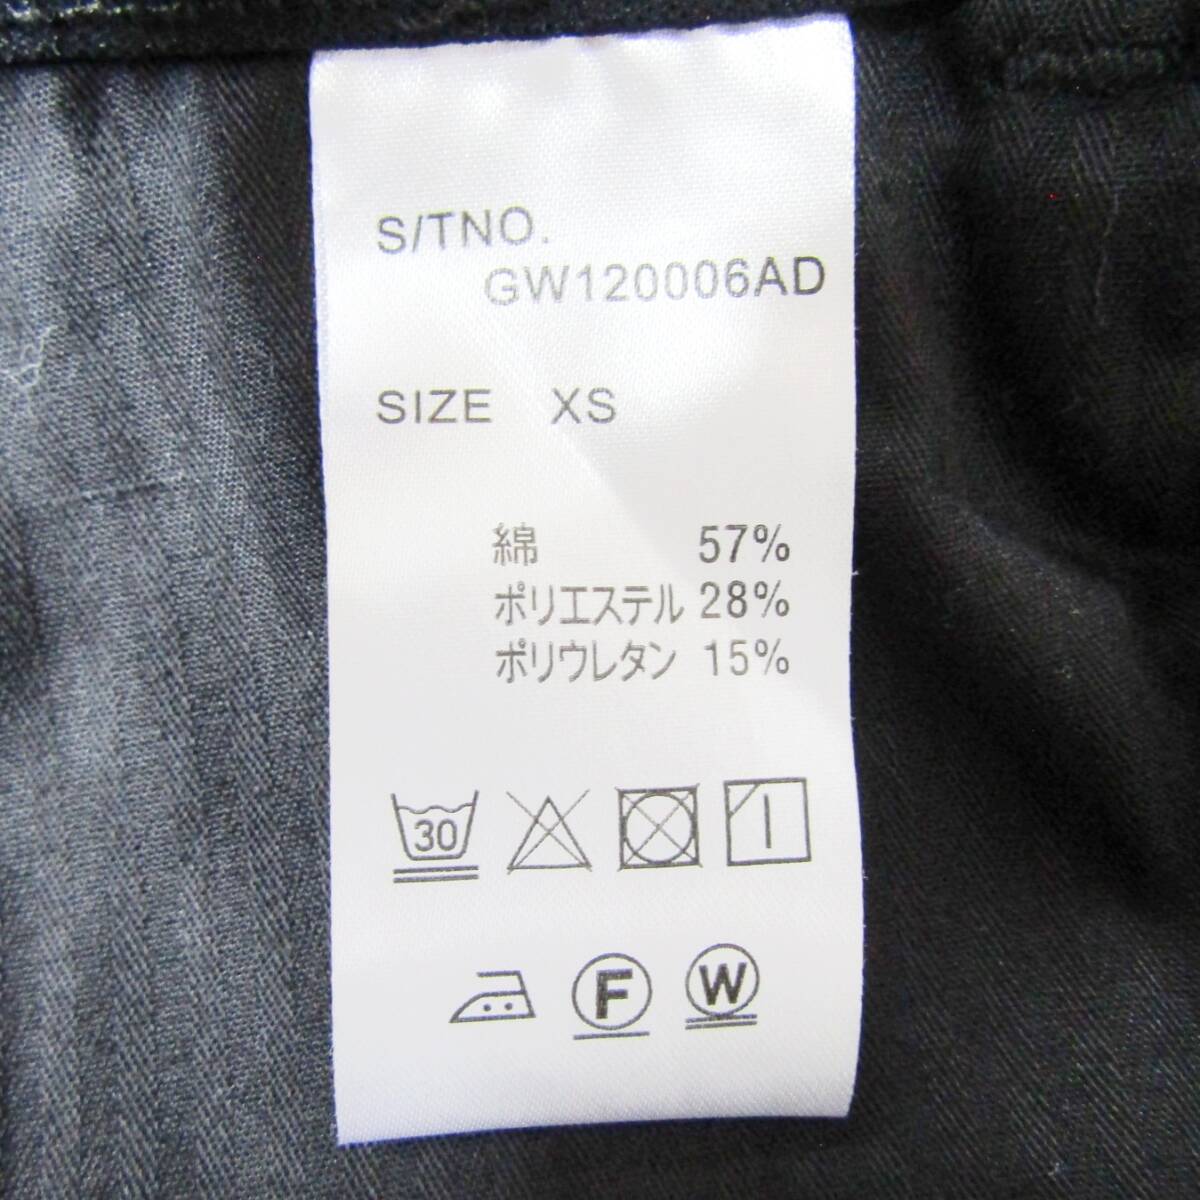 S/TNO.
GW120006AD
SIZE XS
綿 57%
ポリエステル 28%
ポリウレタン 15%
30
F W